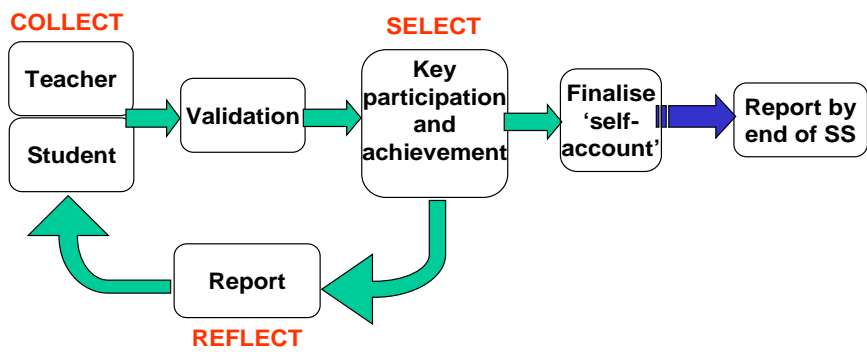 COLLECT
Teacher
Student
Validation
SELECT
Key
participation
and
achievement
Finalise
‘self-
account’
Report by
end of SS
Report
REFLECT